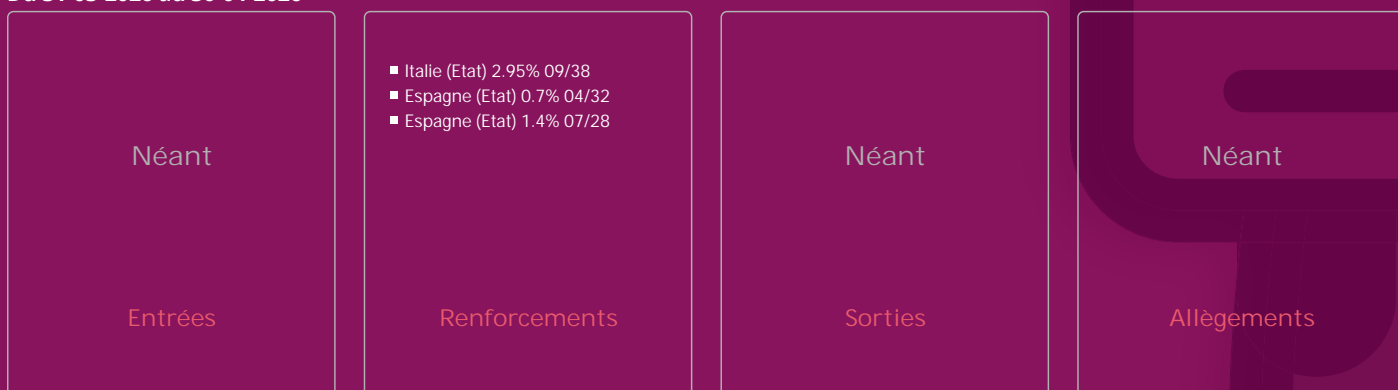 Néant
Entrées
Italie (Etat) 2.95% 09/38
Espagne (Etat) 0.7% 04/32
Espagne (Etat) 1.4% 07/28
Renforcements
Néant
Sorties
Néant
Allègements